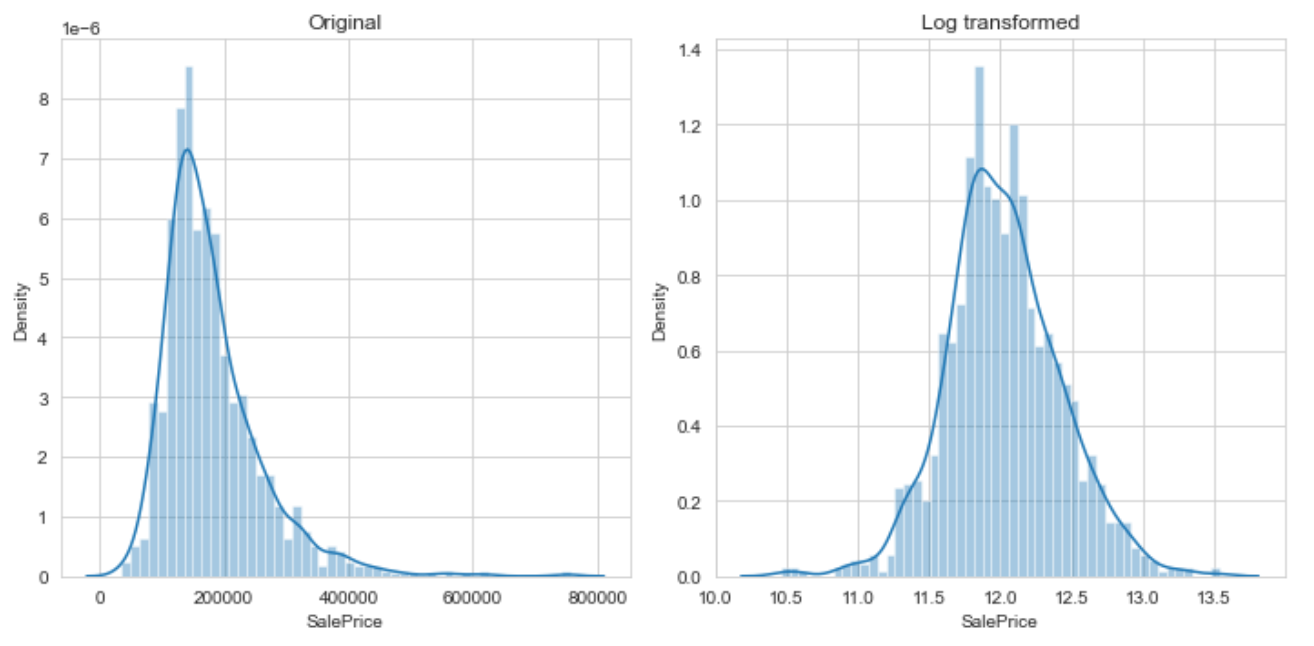 Original
1e−6
8
7
6
5
4
3
2
1
0
Density
0 200000 400000 600000 800000
SalePrice
Log transformed
1.4
1.2
1.0
0.8
0.6
0.4
0.2
0.0
Density
10.0 10.5 11.0 11.5 12.0 12.5 13.0 13.5
SalePrice